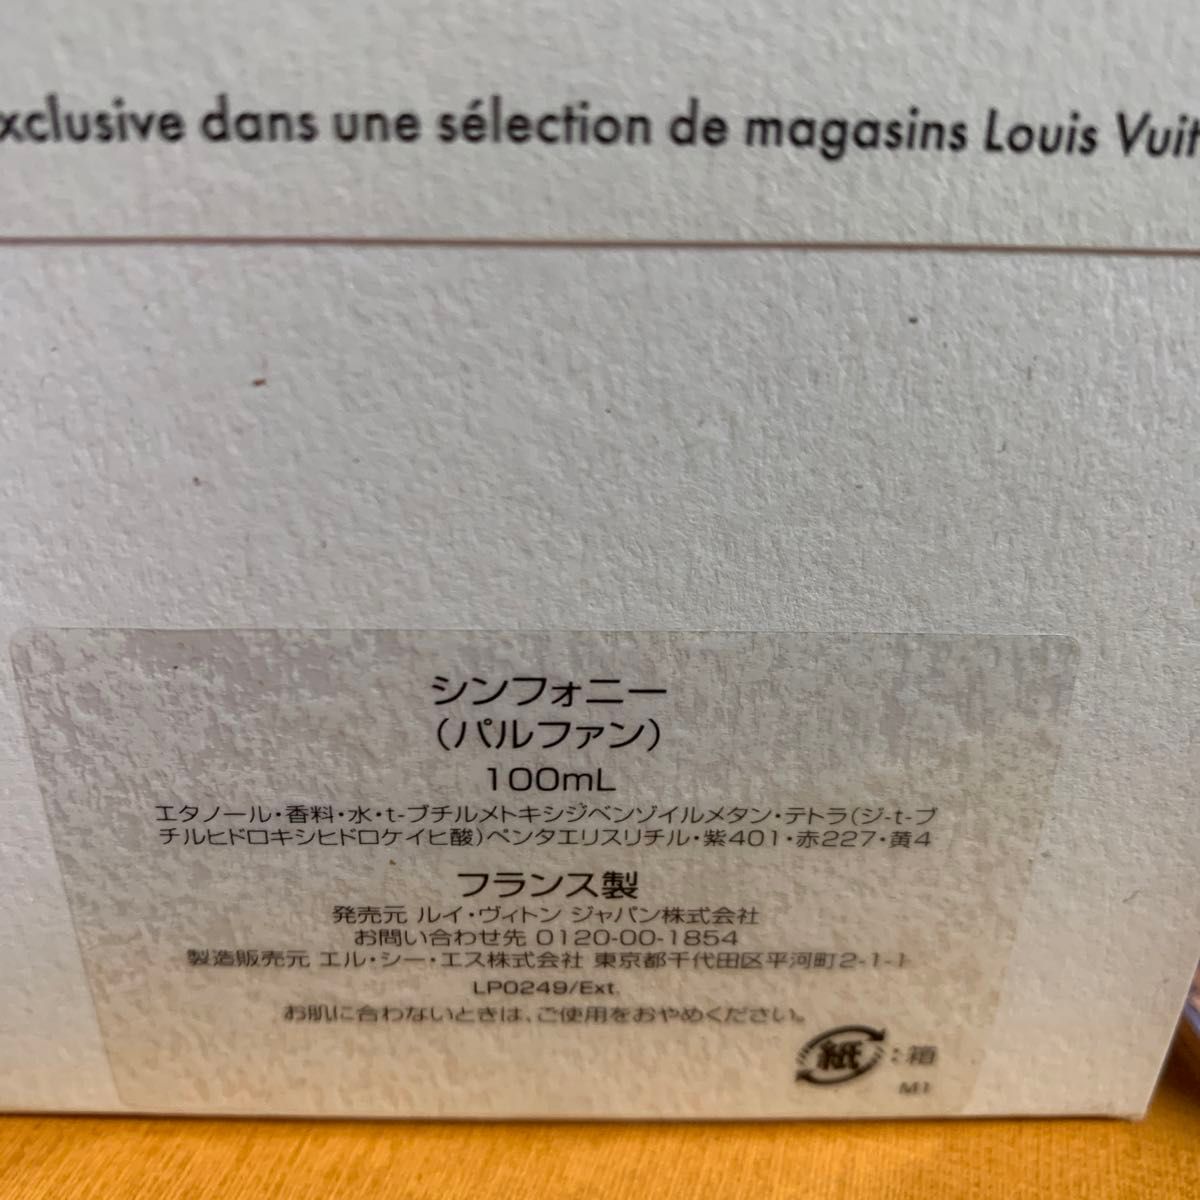 xclusive dans une sélection de magasins Louis Vuit
シンフォニー
(パルファン)
100mL
エタノール・香料・水・t-ブチルメトキシジベンゾイルメタン・テトラ(ジ-t-ブ
チルヒドロキシヒドロケイヒ酸)ペンタエリスリチル・紫401・赤227・黄4
フランス製
発売元 ルイ・ヴィトン ジャパン株式会社
お問い合わせ先 0120-00-1854
製造販売元 エル・シー・エス株式会社 東京都千代田区平河町2-1-1
LP0249/Ext.
お肌に合わないときは、ご使用をおやめください。
紙:箱
M1